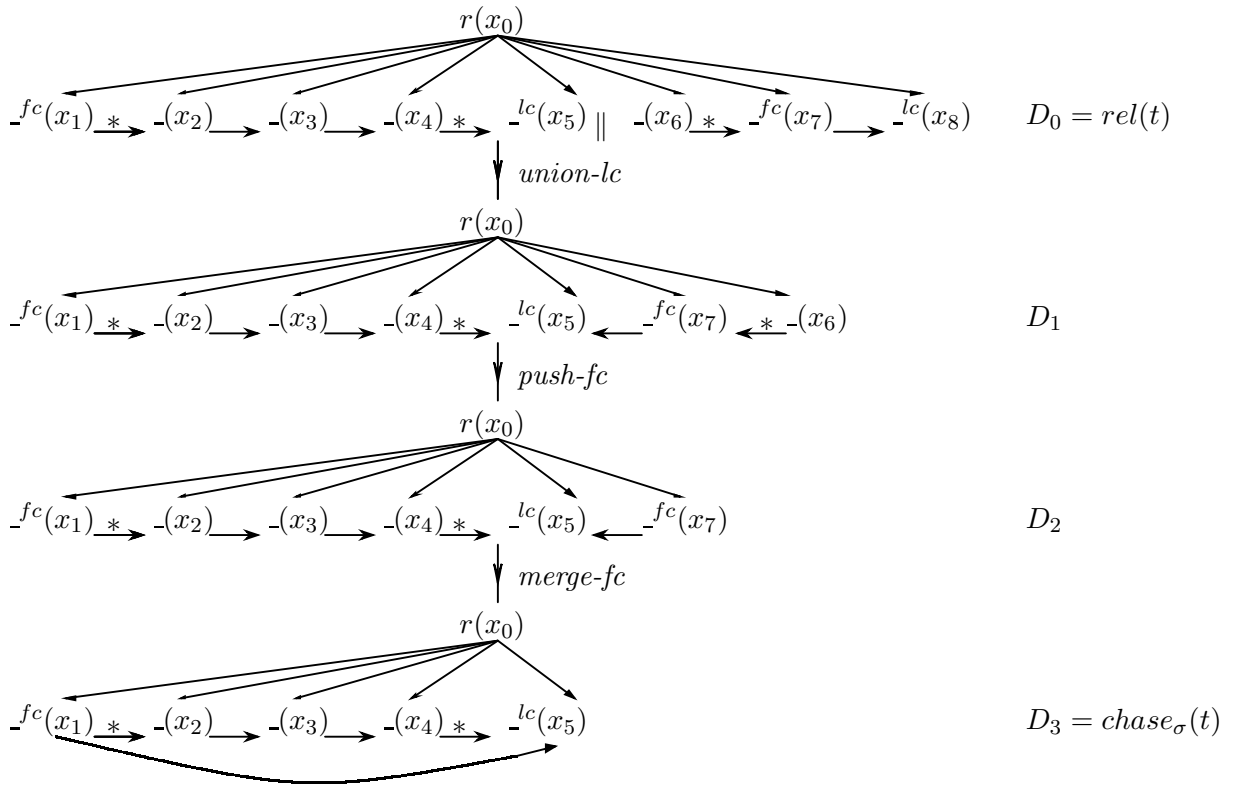 r(x₀)
_^{fc}(x₁) * _(x₂) _(x₃) _(x₄) * _^{lc}(x₅) ‖ _(x₆) * _^{fc}(x₇) _^{lc}(x₈) D₀ = rel(t)
union-lc
r(x₀)
_^{fc}(x₁) * _(x₂) _(x₃) _(x₄) * _^{lc}(x₅) _^{fc}(x₇) * _(x₆) D₁
push-fc
r(x₀)
_^{fc}(x₁) * _(x₂) _(x₃) _(x₄) * _^{lc}(x₅) _^{fc}(x₇) D₂
merge-fc
r(x₀)
_^{fc}(x₁) * _(x₂) _(x₃) _(x₄) * _^{lc}(x₅) D₃ = chase_σ(t)